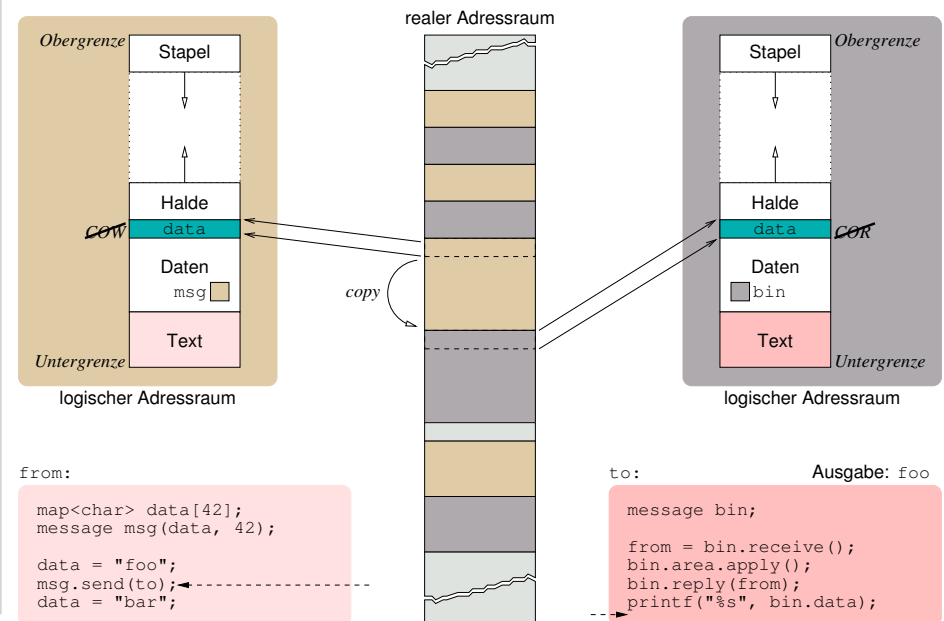 realer Adressraum
Obergrenze
Stapel
Halde
COW
data
Daten
msg
Text
Untergrenze
logischer Adressraum
copy
Stapel
Obergrenze
Halde
data
COR
Daten
bin
Text
Untergrenze
logischer Adressraum
from:
map<char> data[42];
message msg(data, 42);
data = "foo";
msg.send(to);
data = "bar";
to: Ausgabe: foo
message bin;
from = bin.receive();
bin.area.apply();
bin.reply(from);
printf("%s", bin.data);